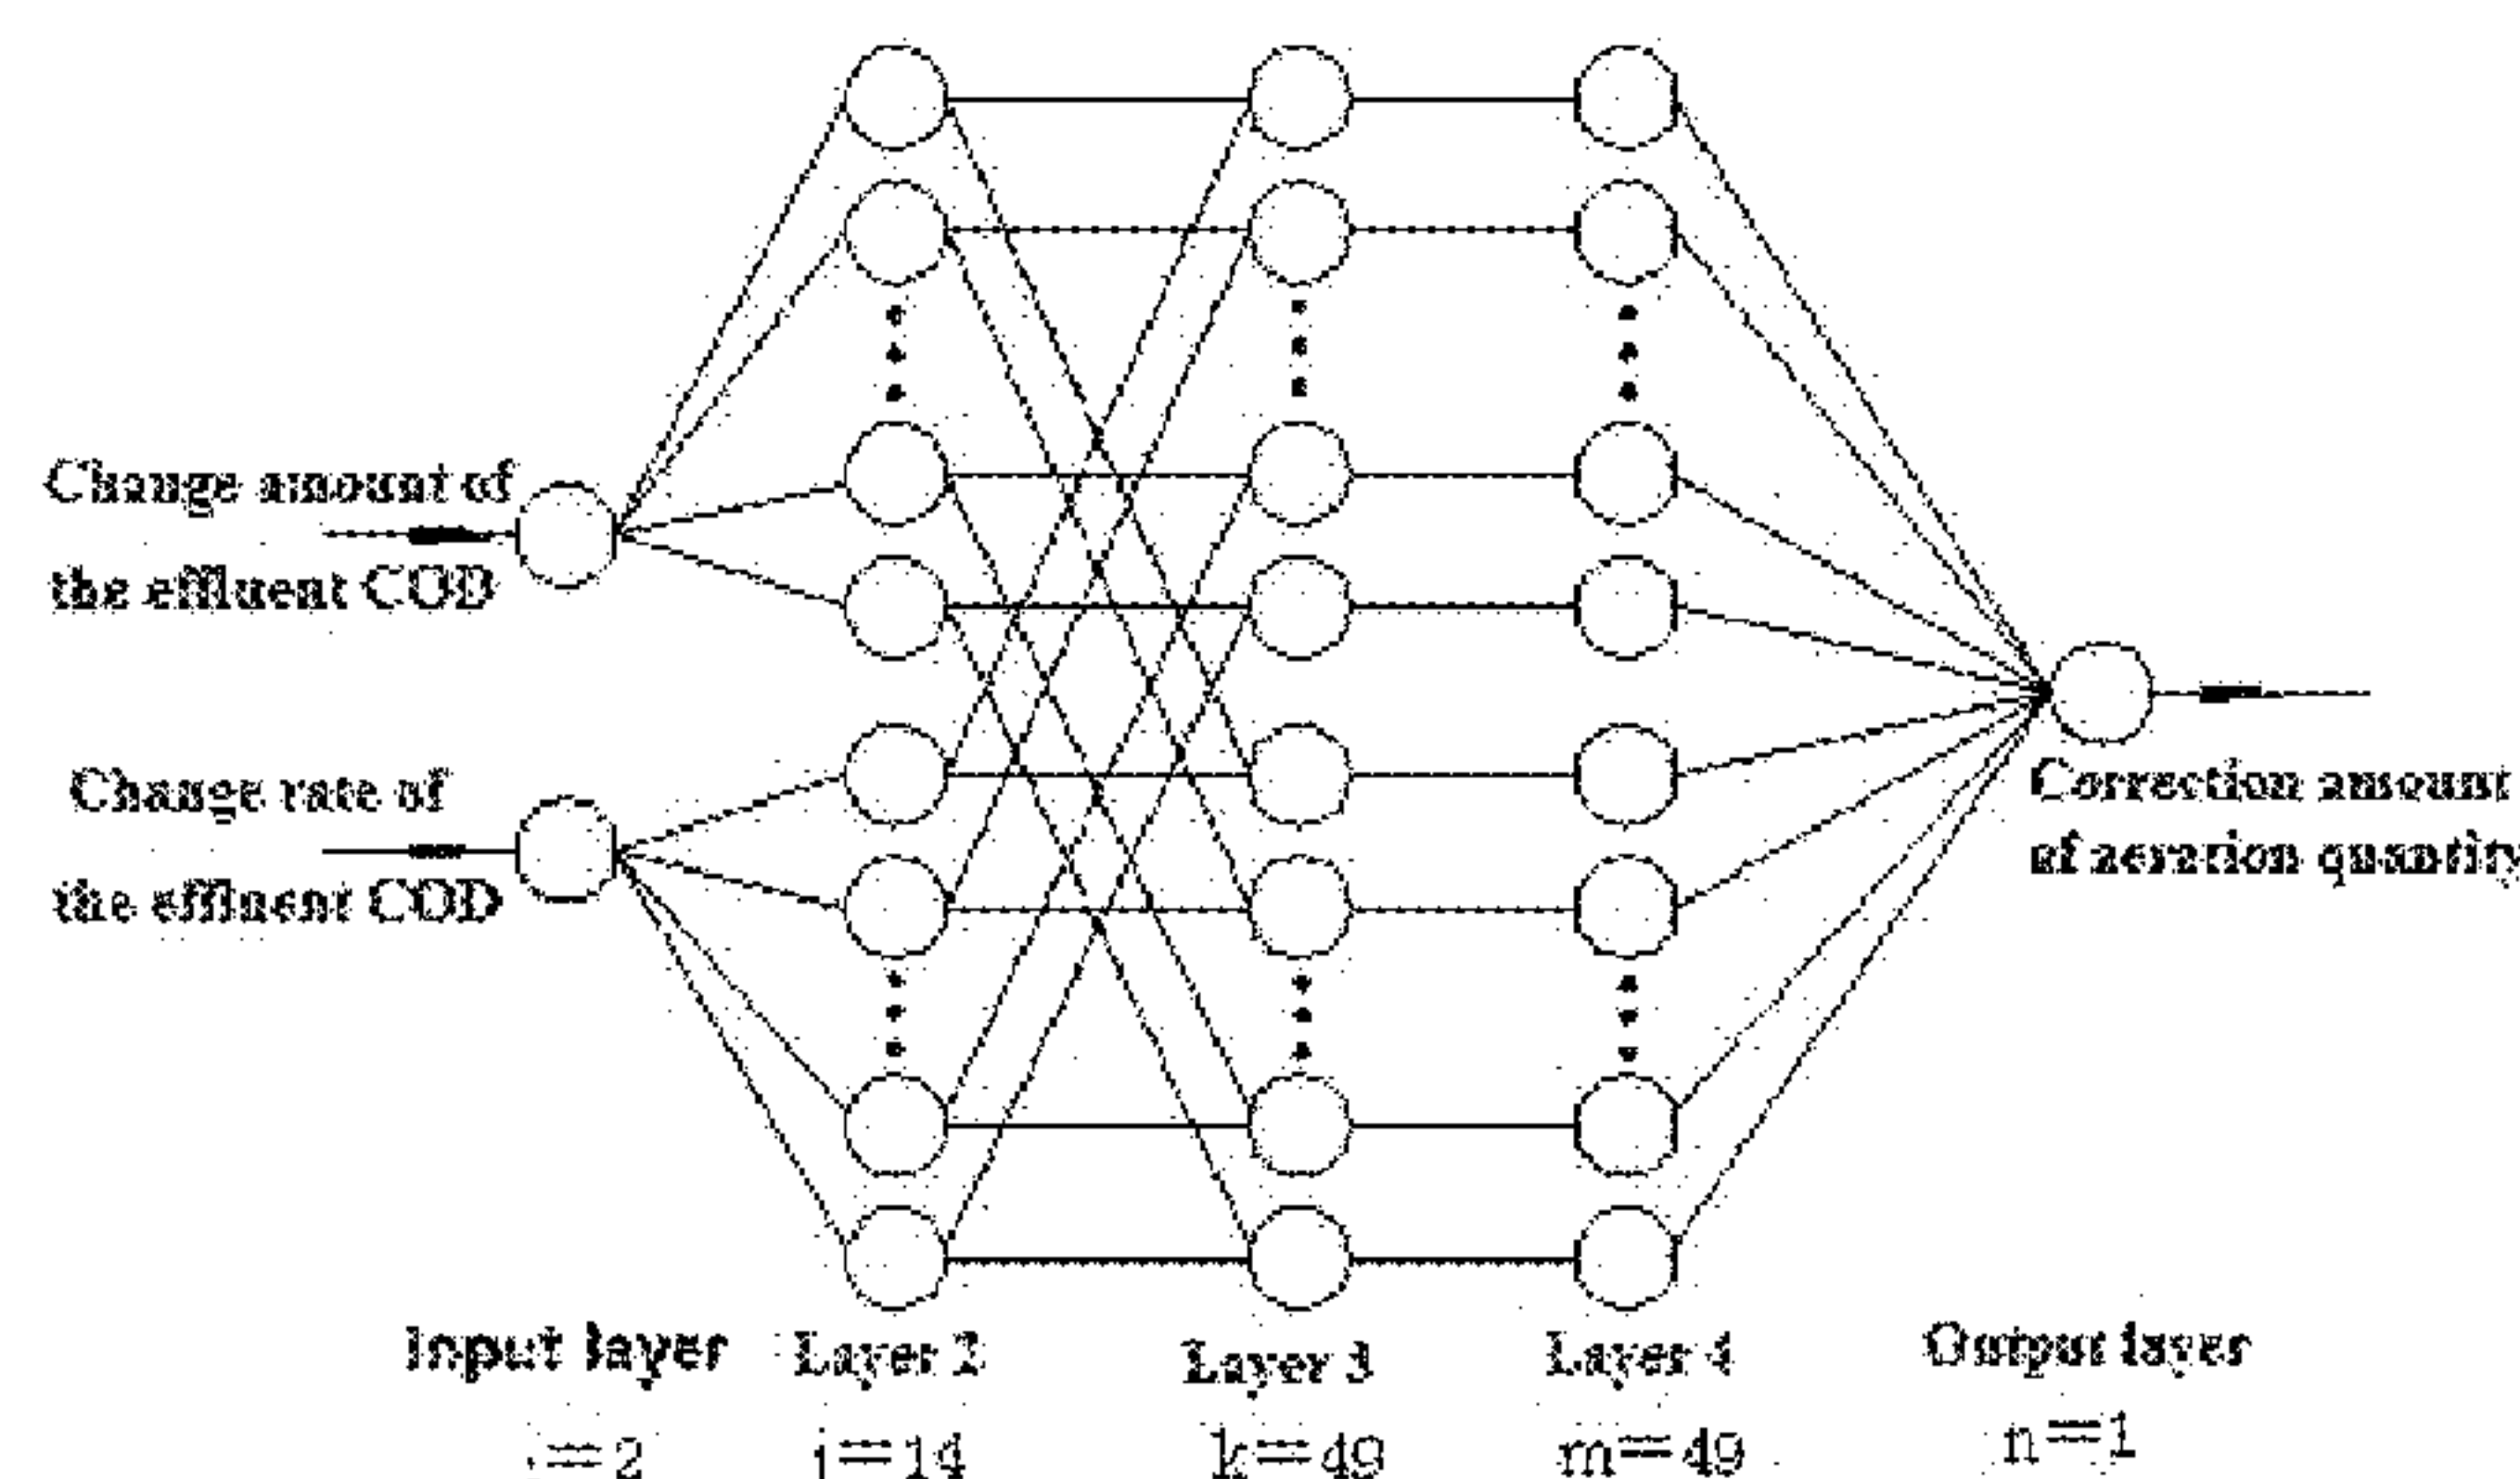 Change amount of
the effluent COD
Change rate of
the effluent COD
Correction amount
of aeration quantity
Input layer
Layer 2
Layer 3
Layer 4
Output layer
i=2
j=14
k=49
m=49
n=1